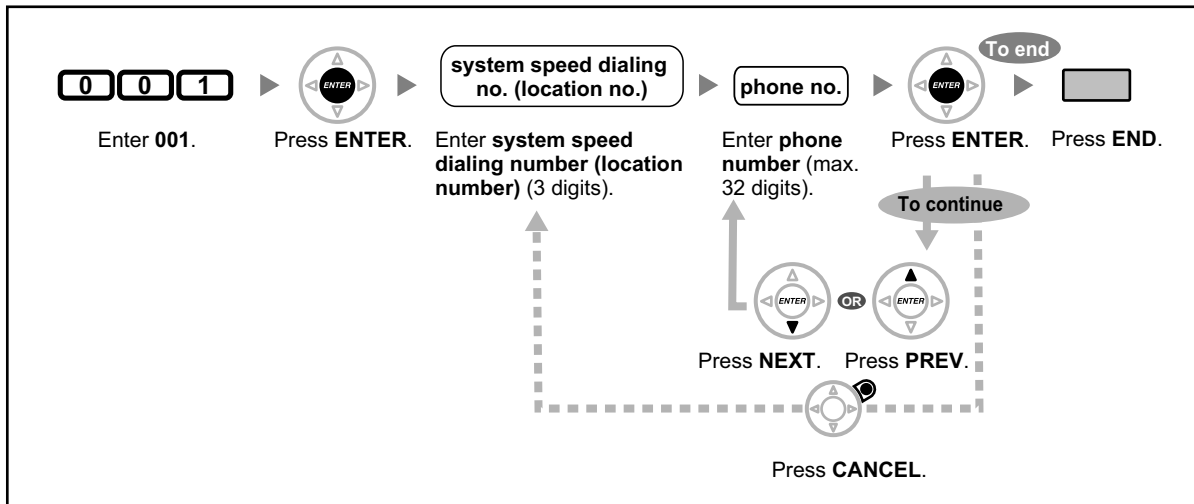 To end
0 0 1
ENTER
system speed dialing
no. (location no.)
phone no.
ENTER
Enter 001.
Press ENTER.
Enter system speed
dialing number (location
number) (3 digits).
Enter phone
number (max.
32 digits).
Press ENTER.
Press END.
To continue
ENTER
OR
ENTER
Press NEXT.
Press PREV.
Press CANCEL.